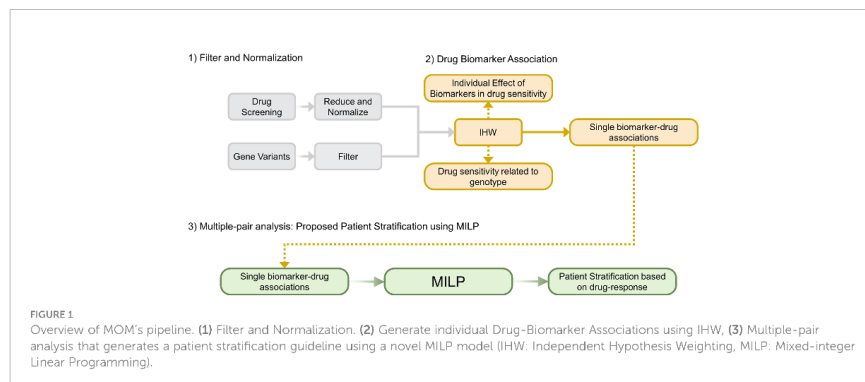 1) Filter and Normalization
2) Drug Biomarker Association
Individual Effect of
Biomarkers in drug sensitivity
Drug
Screening
Reduce and
Normalize
IHW
Single biomarker-drug
associations
Gene Variants
Filter
Drug sensitivity related to
genotype
3) Multiple-pair analysis: Proposed Patient Stratification using MILP
Single biomarker-drug
associations
MILP
Patient Stratification based
on drug-response
FIGURE 1
Overview of MOM's pipeline. (1) Filter and Normalization. (2) Generate individual Drug-Biomarker Associations using IHW, (3) Multiple-pair
analysis that generates a patient stratification guideline using a novel MILP model (IHW: Independent Hypothesis Weighting, MILP: Mixed-integer
Linear Programming).